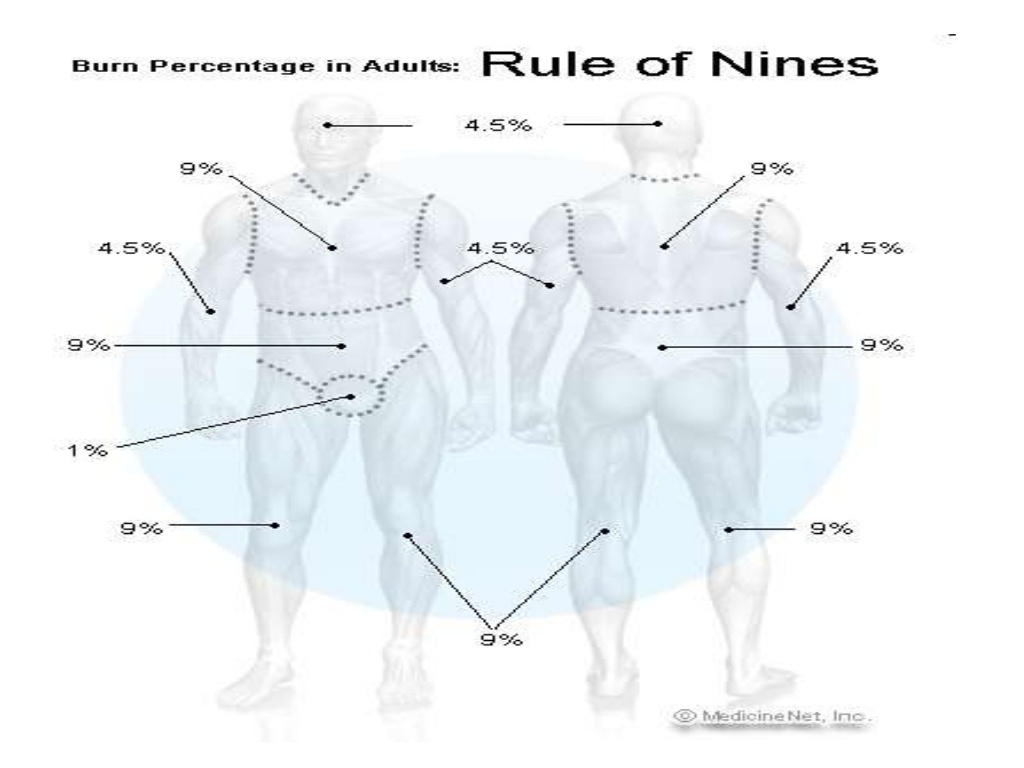 Burn Percentage in Adults: Rule of Nines
4.5%
9% 9%
4.5% 4.5% 4.5%
9% 9%
1%
9% 9%
9%
© MedicineNet, Inc.